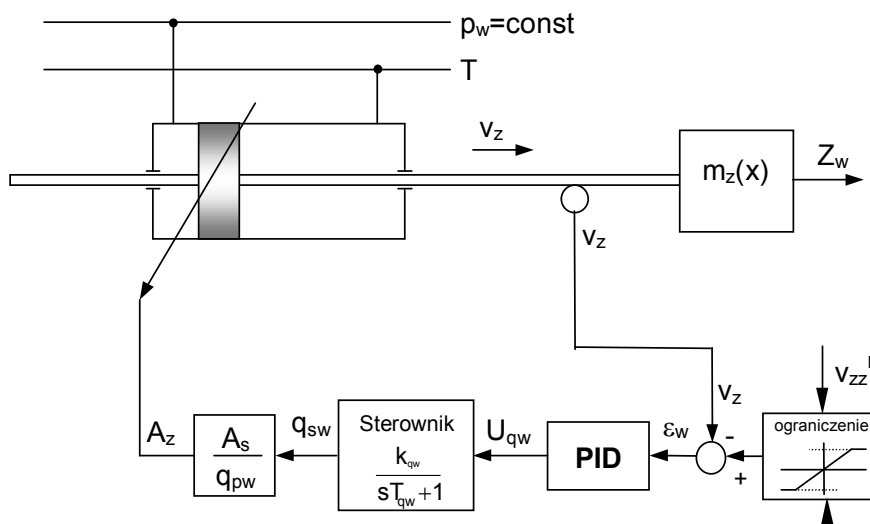 p_w=const
T
v_z
m_z(x)
Z_w
v_z
v_z
v_zz
ograniczenie
-
+
ε_w
PID
U_qw
Sterownik
k_qw
sT_qw+1
q_sw
A_s
q_pw
A_z